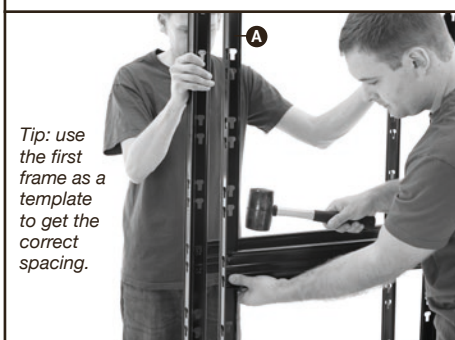 A
Tip: use
the first
frame as a
template
to get the
correct
spacing.